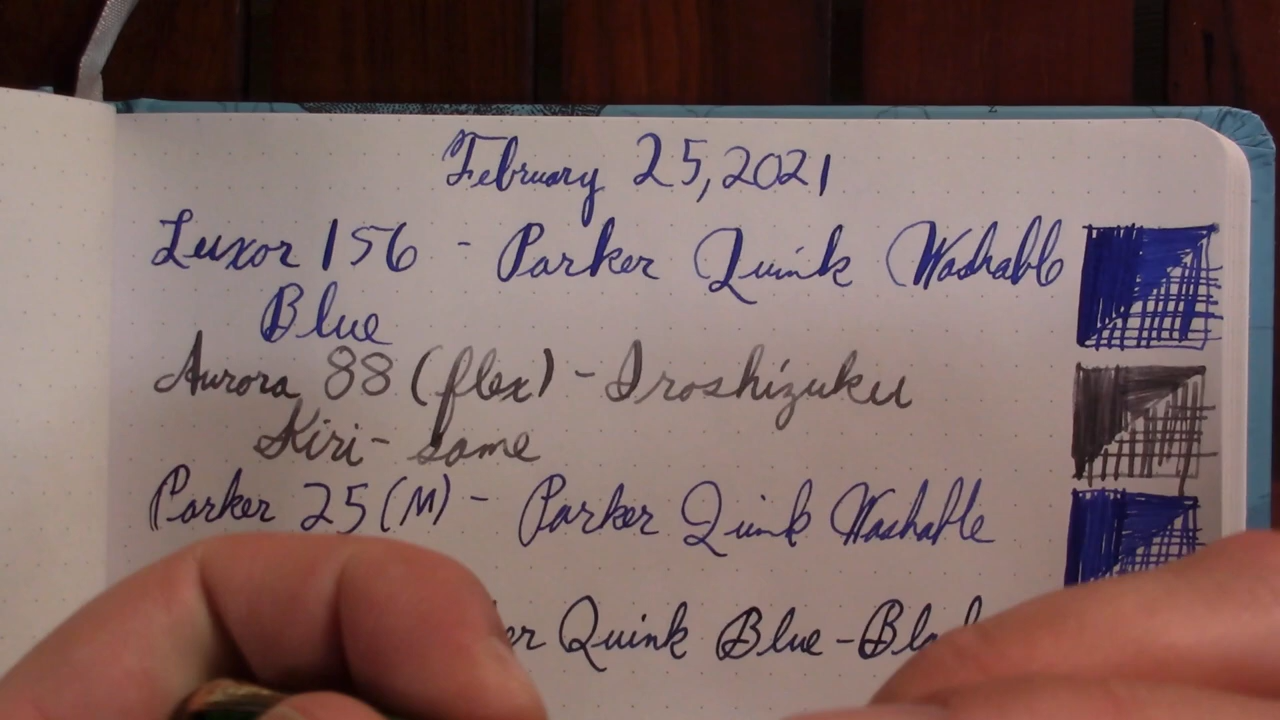 February 25, 2021
Luxor 156 - Parker Quink Washable
Blue
Aurora 88 (flex) - Iroshizuku
Kiri-same
Parker 25 (M) - Parker Quink Washable
Quink Blue-